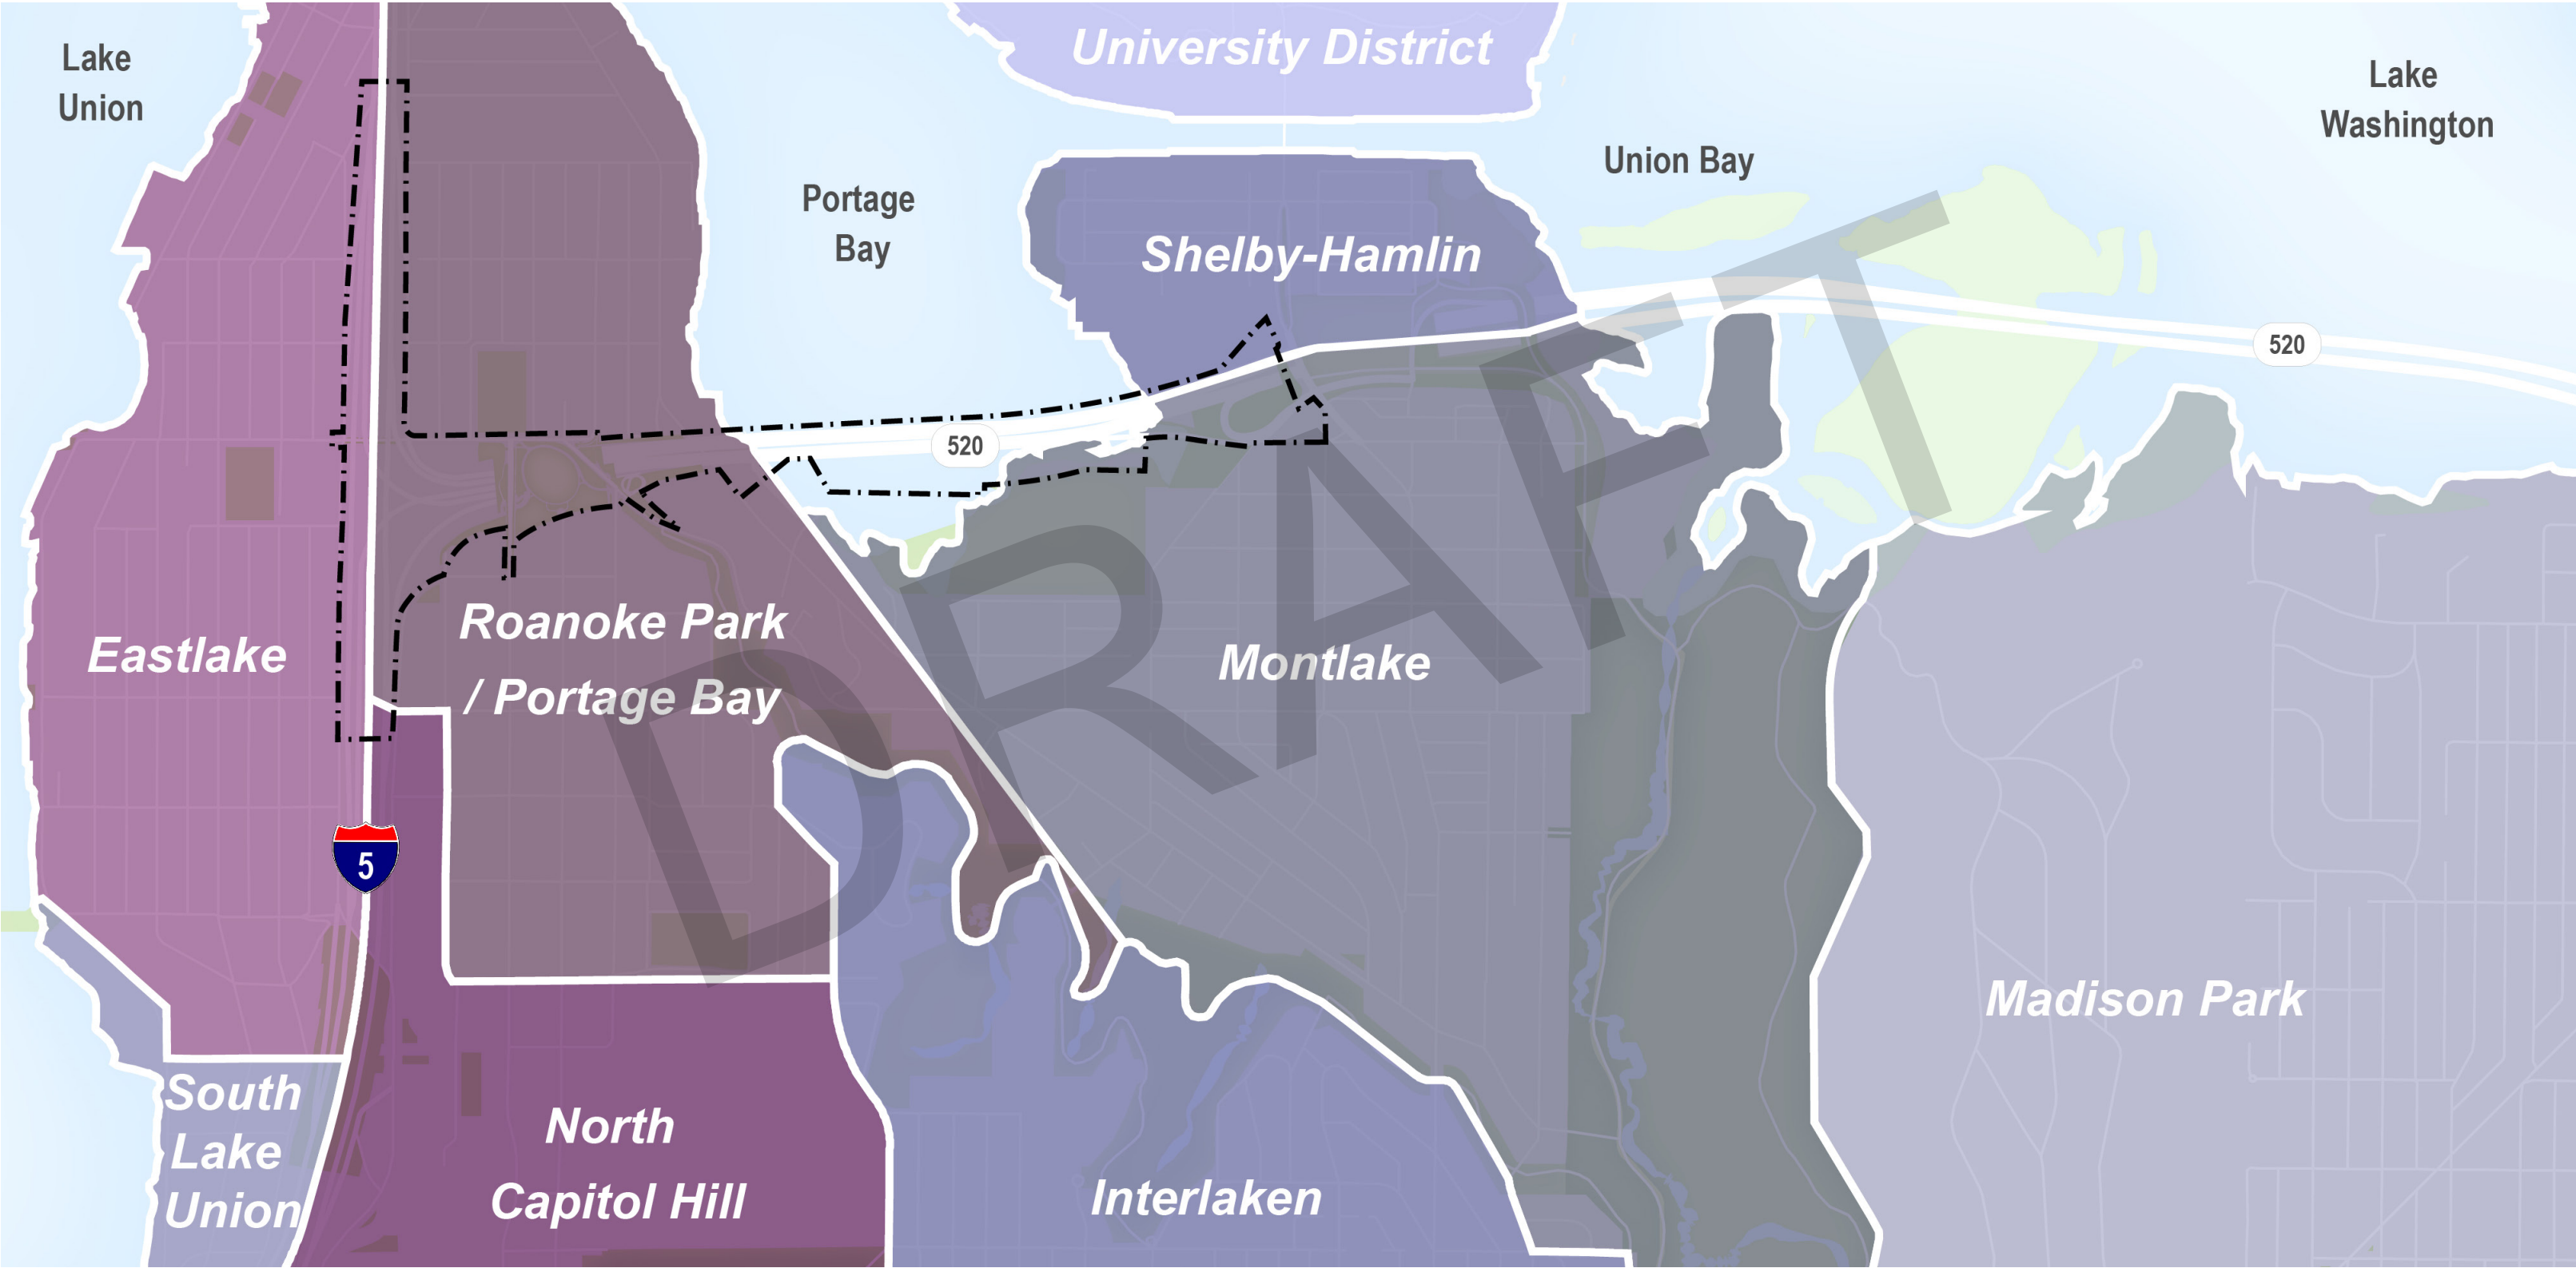 University District
Lake
Union
Lake
Washington
Union Bay
Portage
Bay
Shelby-Hamlin
520
520
Roanoke Park
/ Portage Bay
Eastlake
Montlake
DRAFT
5
Madison Park
South
Lake
Union
North
Capitol Hill
Interlaken